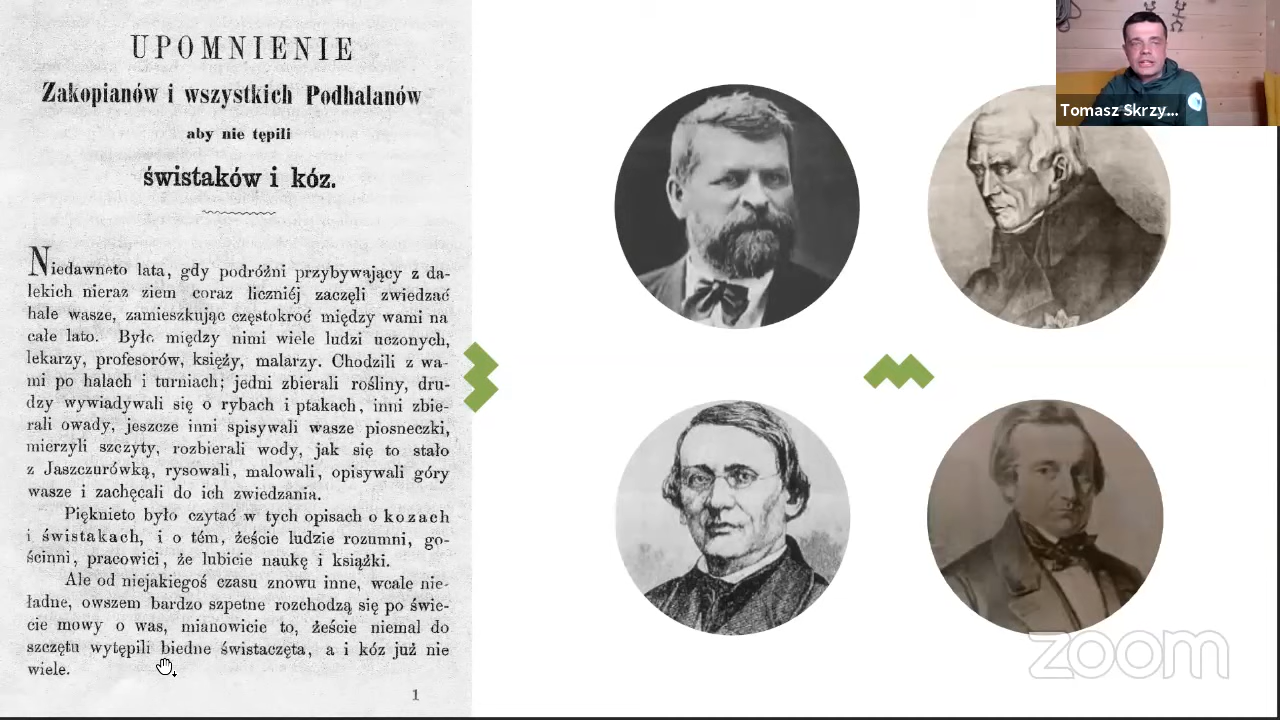 UPOMNIENIE
Zakopianów i wszystkich Podhalanów
aby nie tępili
świstaków i kóz.
Niedawneto lata, gdy podróżni przybywający z da-
lekich nieraz ziem coraz liczniéj zaczęli zwiedzać
hale wasze, zamieszkując częstokroć między wami na
całe lato. Było między nimi wiele ludzi uczonych,
lekarzy, profesorów, księży, malarzy. Chodzili z wa-
mi po halach i turniach; jedni zbierali rośliny, dru-
dzy wywiadywali się o rybach i ptakach, inni zbie-
rali owady, jeszcze inni spisywali wasze piosneczki,
mierzyli szczyty, rozbierali wody, jak się to stało
z Jaszczurówką, rysowali, malowali, opisywali góry
wasze i zachęcali do ich zwiedzania.
Pięknieto było czytać w tych opisach o kozach
i świstakach, i o tém, żeście ludzie rozumni, go-
ścinni, pracowici, że lubicie naukę i książki.
Ale od niejakiegoś czasu znowu inne, wcale nie-
ładne, owszem bardzo szpetne rozchodzą się po świe-
cie mowy o was, mianowicie to, żeście niemal do
szczętu wytępili biedne świstaczęta, a i kóz już nie
wiele.
1
Tomasz Skrzy...
zoom